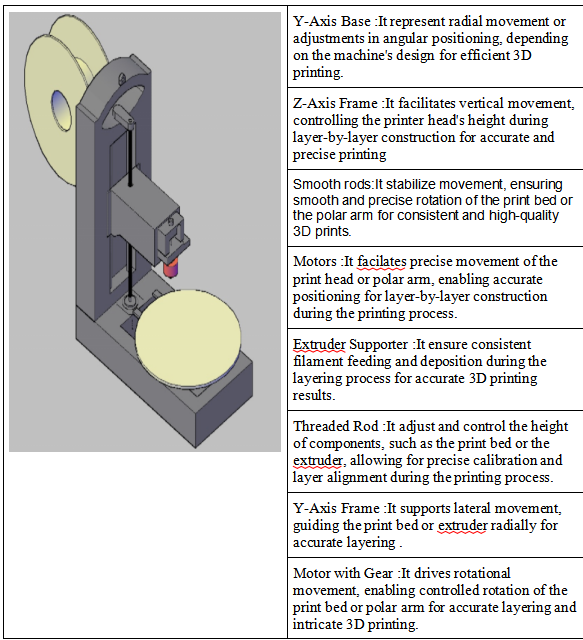 Y-Axis Base :It represent radial movement or
adjustments in angular positioning, depending
on the machine's design for efficient 3D
printing.
Z-Axis Frame :It facilitates vertical movement,
controlling the printer head's height during
layer-by-layer construction for accurate and
precise printing
Smooth rods:It stabilize movement, ensuring
smooth and precise rotation of the print bed or
the polar arm for consistent and high-quality
3D prints.
Motors :It facilates precise movement of the
print head or polar arm, enabling accurate
positioning for layer-by-layer construction
during the printing process.
Extruder Supporter :It ensure consistent
filament feeding and deposition during the
layering process for accurate 3D printing
results.
Threaded Rod :It adjust and control the height
of components, such as the print bed or the
extruder, allowing for precise calibration and
layer alignment during the printing process.
Y-Axis Frame :It supports lateral movement,
guiding the print bed or extruder radially for
accurate layering .
Motor with Gear :It drives rotational
movement, enabling controlled rotation of the
print bed or polar arm for accurate layering and
intricate 3D printing.